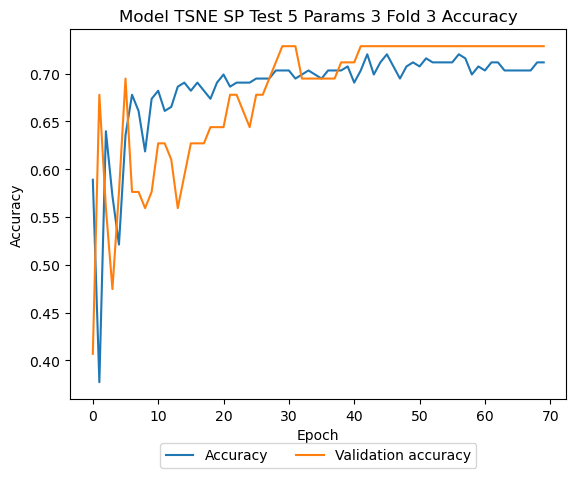 Model TSNE SP Test 5 Params 3 Fold 3 Accuracy
Accuracy
0.70
0.65
0.60
0.55
0.50
0.45
0.40
0 10 20 30 40 50 60 70
Epoch
Accuracy Validation accuracy